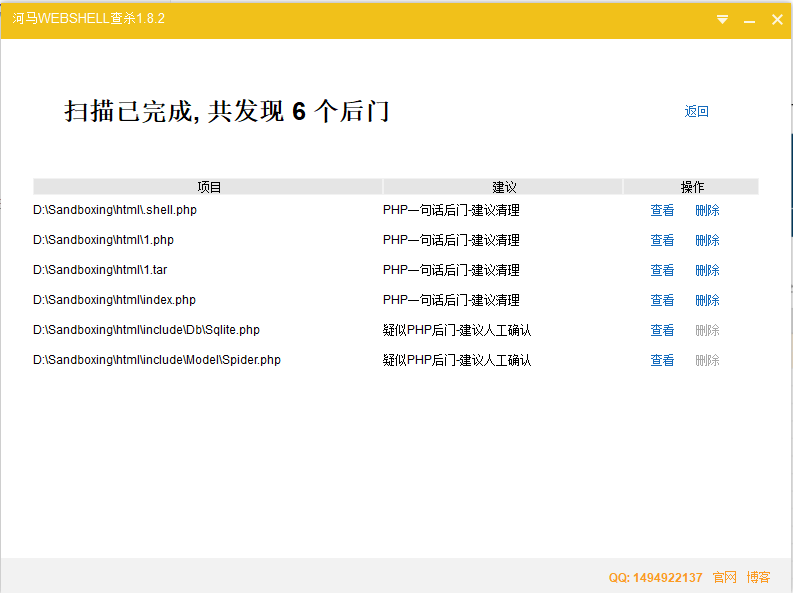 河马WEBSHELL查杀1.8.2
扫描已完成, 共发现 6 个后门
返回
项目 建议 操作
D:\Sandboxing\html\.shell.php PHP一句话后门-建议清理 查看 删除
D:\Sandboxing\html\1.php PHP一句话后门-建议清理 查看 删除
D:\Sandboxing\html\1.tar PHP一句话后门-建议清理 查看 删除
D:\Sandboxing\html\index.php PHP一句话后门-建议清理 查看 删除
D:\Sandboxing\html\include\Db\Sqlite.php 疑似PHP后门-建议人工确认 查看 删除
D:\Sandboxing\html\include\Model\Spider.php 疑似PHP后门-建议人工确认 查看 删除
QQ: 1494922137 官网 博客